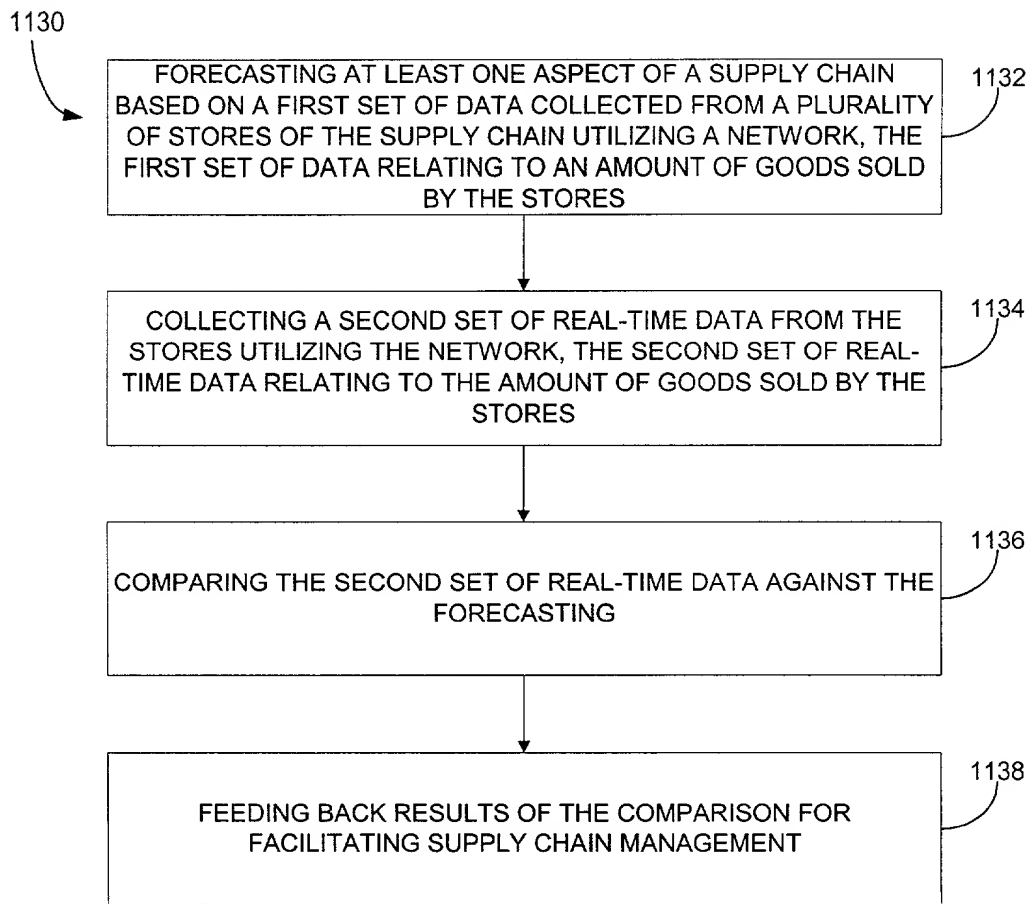 1130
FORECASTING AT LEAST ONE ASPECT OF A SUPPLY CHAIN
BASED ON A FIRST SET OF DATA COLLECTED FROM A PLURALITY
OF STORES OF THE SUPPLY CHAIN UTILIZING A NETWORK, THE
FIRST SET OF DATA RELATING TO AN AMOUNT OF GOODS SOLD
BY THE STORES
1132
COLLECTING A SECOND SET OF REAL-TIME DATA FROM THE
STORES UTILIZING THE NETWORK, THE SECOND SET OF REAL-
TIME DATA RELATING TO THE AMOUNT OF GOODS SOLD BY THE
STORES
1134
COMPARING THE SECOND SET OF REAL-TIME DATA AGAINST THE
FORECASTING
1136
FEEDING BACK RESULTS OF THE COMPARISON FOR
FACILITATING SUPPLY CHAIN MANAGEMENT
1138